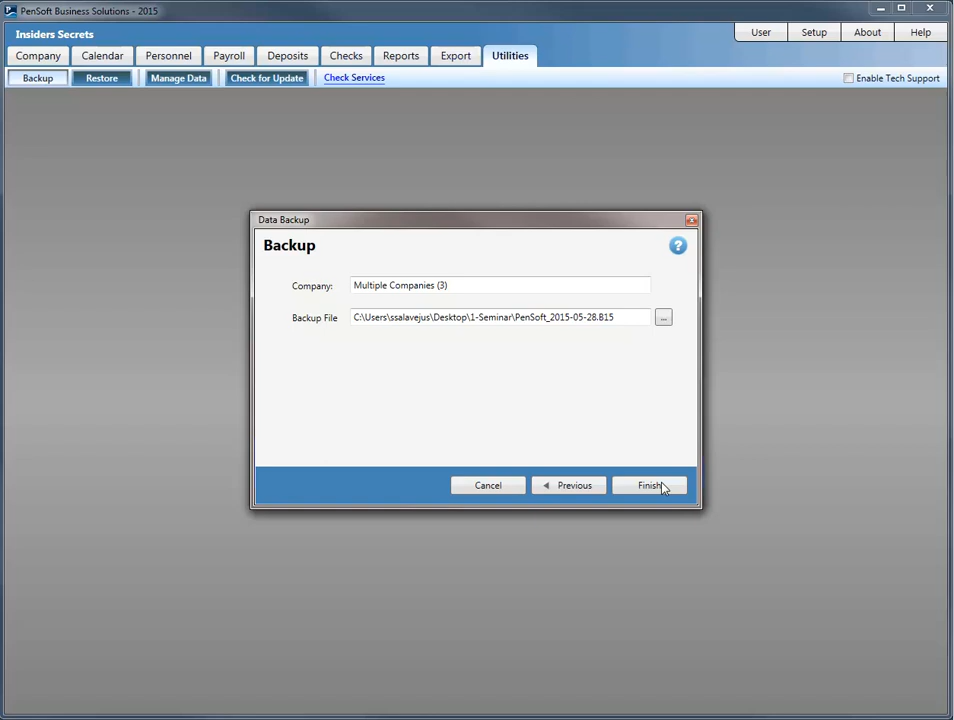 PenSoft Business Solutions - 2015
Insiders Secrets
User Setup About Help
Company Calendar Personnel Payroll Deposits Checks Reports Export Utilities
Backup Restore Manage Data Check for Update Check Services Enable Tech Support
Data Backup
Backup
?
Company: Multiple Companies (3)
Backup File C:\Users\ssalavejus\Desktop\1-Seminar\PenSoft_2015-05-28.B15 ...
Cancel Previous Finish